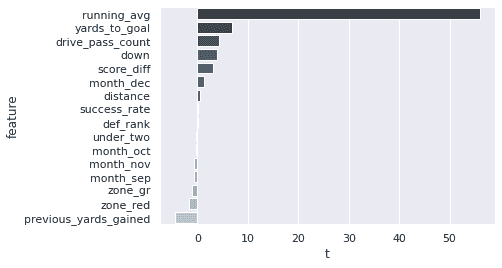 running_avg
yards_to_goal
drive_pass_count
down
score_diff
month_dec
distance
success_rate
def_rank
under_two
month_oct
month_nov
month_sep
zone_gr
zone_red
previous_yards_gained
feature
0 10 20 30 40 50
t